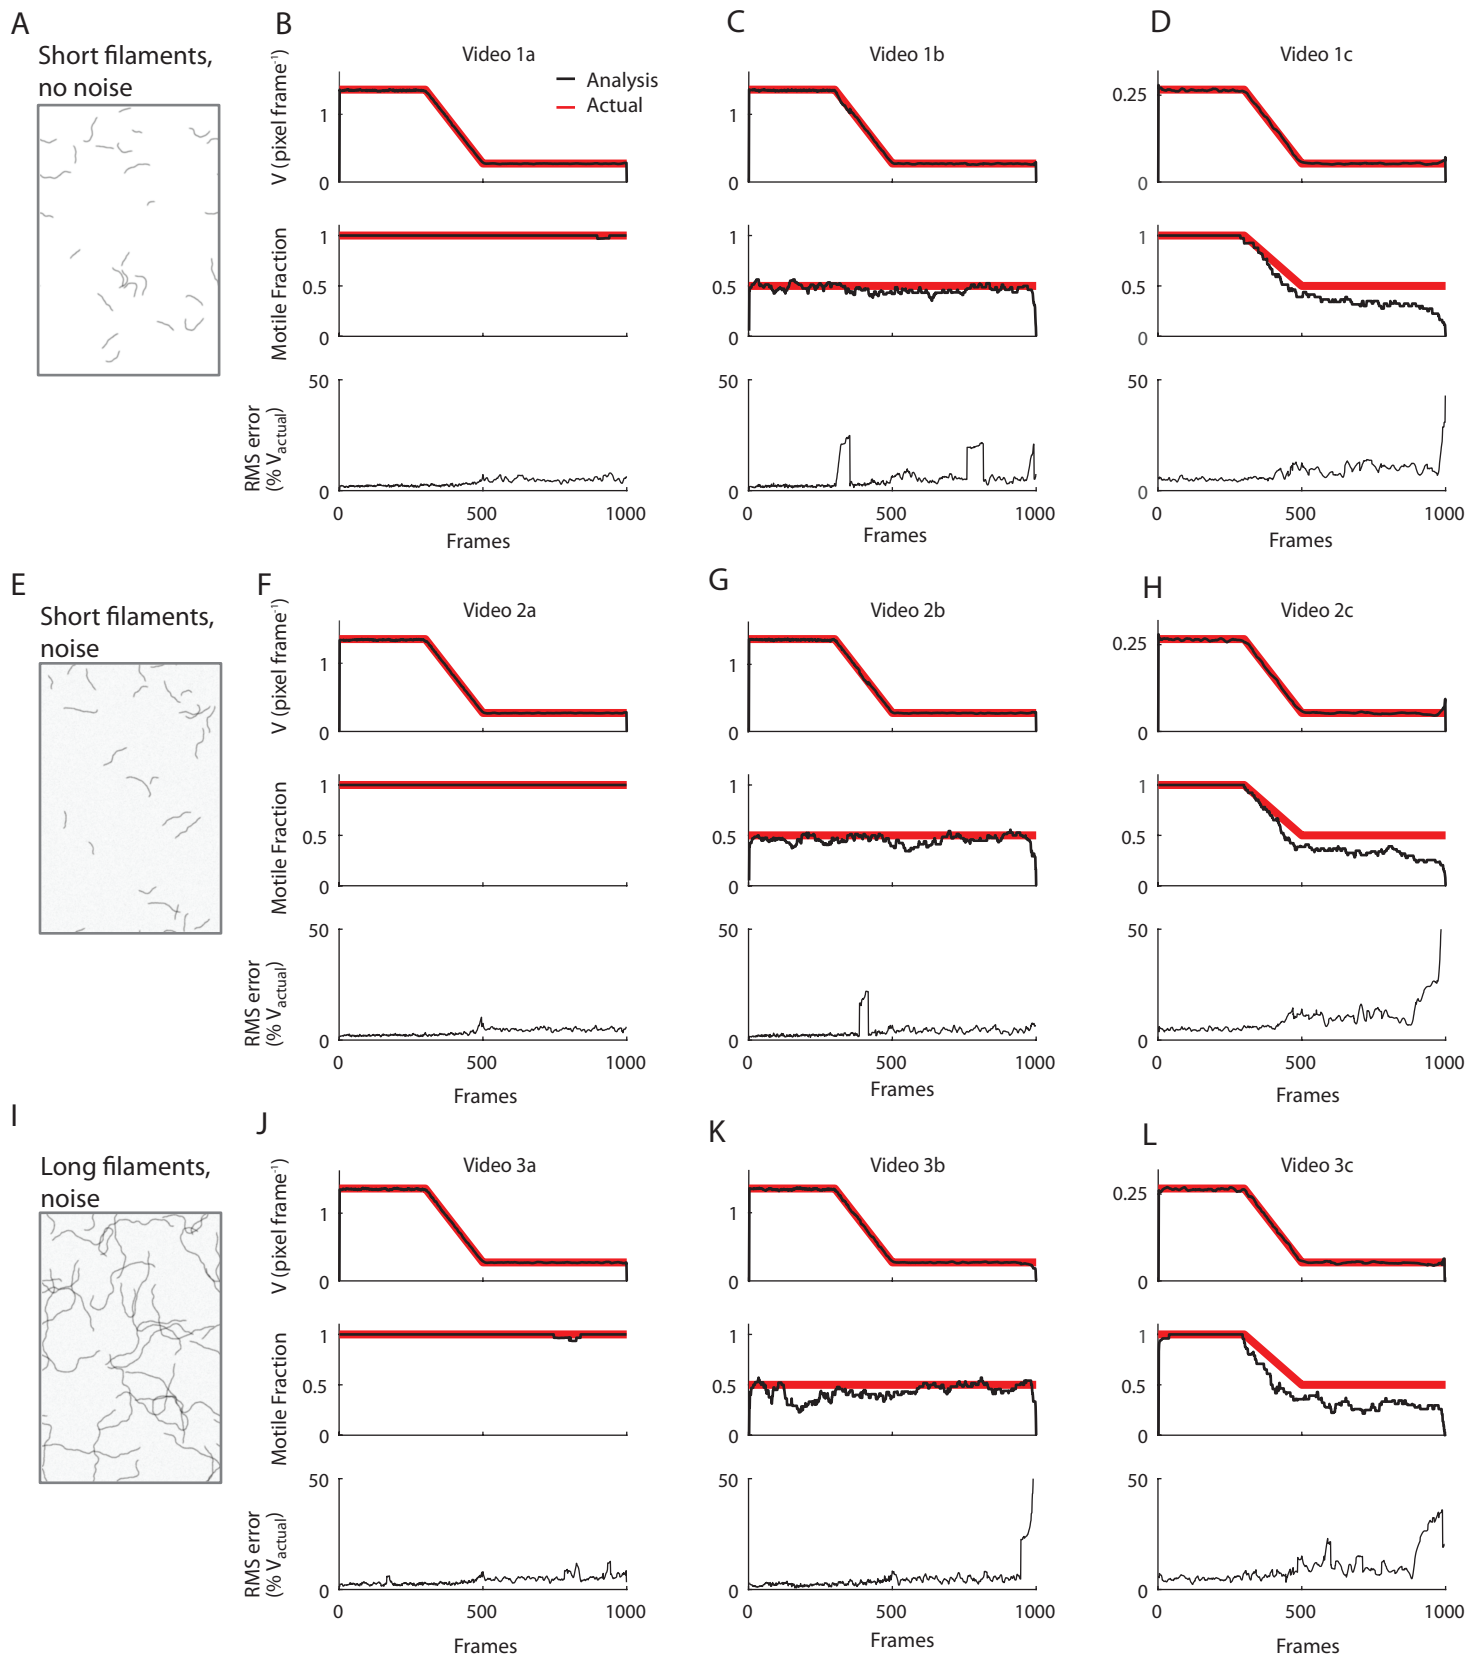 A
Short filaments,
no noise
B
Video 1a
Analysis
Actual
V (pixel frame-1)
1
0
Motile Fraction
1
0.5
0
RMS error
(% Vactual)
50
0
0
500
1000
Frames
C
Video 1b
1
0
1
0.5
0
50
0
0
500
1000
Frames
D
Video 1c
0.25
0
1
0.5
0
50
0
0
500
1000
Frames
E
Short filaments,
noise
F
Video 2a
V (pixel frame-1)
1
0
Motile Fraction
1
0.5
0
RMS error
(% Vactual)
50
0
0
500
1000
Frames
G
Video 2b
1
0
1
0.5
0
50
0
0
500
1000
Frames
H
Video 2c
0.25
0
1
0.5
0
50
0
0
500
1000
Frames
I
Long filaments,
noise
J
Video 3a
V (pixel frame-1)
1
0
Motile Fraction
1
0.5
0
RMS error
(% Vactual)
50
0
0
500
1000
Frames
K
Video 3b
1
0
1
0.5
0
50
0
0
500
1000
Frames
L
Video 3c
0.25
0
1
0.5
0
50
0
0
500
1000
Frames